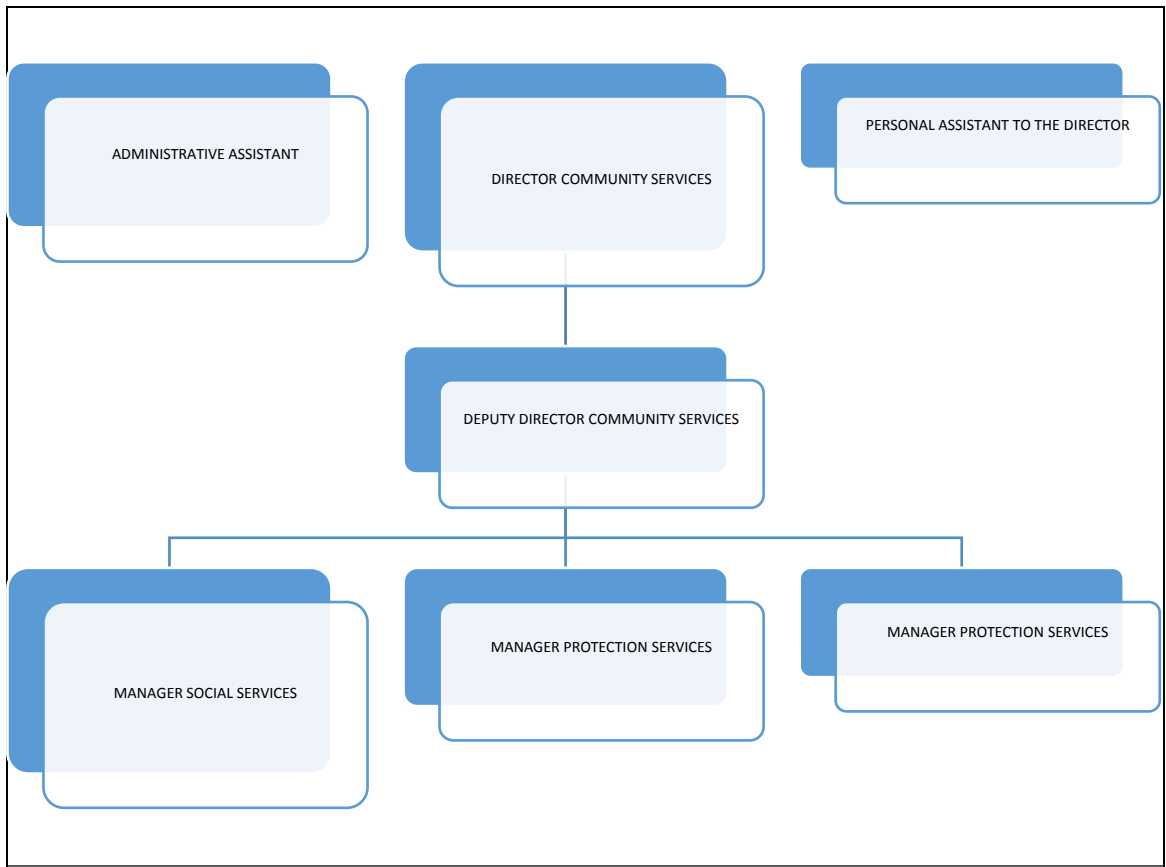 ADMINISTRATIVE ASSISTANT
DIRECTOR COMMUNITY SERVICES
PERSONAL ASSISTANT TO THE DIRECTOR
DEPUTY DIRECTOR COMMUNITY SERVICES
MANAGER SOCIAL SERVICES
MANAGER PROTECTION SERVICES
MANAGER PROTECTION SERVICES